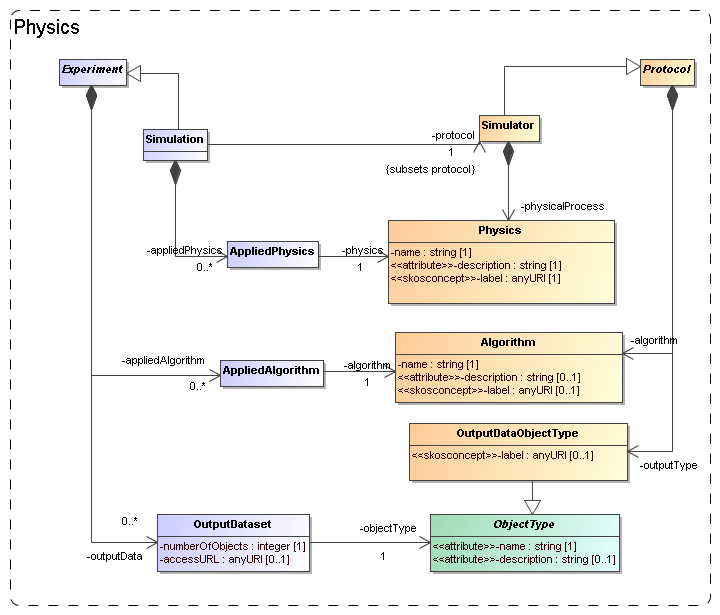 Physics
Experiment
Protocol
Simulation
Simulator
-protocol
1
{subsets protocol}
-physicalProcess
-appliedPhysics
0..*
AppliedPhysics
-physics
1
Physics
-name : string [1]
<<attribute>>-description : string [1]
<<skosconcept>>-label : anyURI [1]
-appliedAlgorithm
0..*
AppliedAlgorithm
-algorithm
1
Algorithm
-name : string [1]
<<attribute>>-description : string [0..1]
<<skosconcept>>-label : anyURI [0..1]
-algorithm
OutputDataObjectType
<<skosconcept>>-label : anyURI [0..1]
-outputType
0..*
-outputData
OutputDataset
-numberOfObjects : integer [1]
-accessURL : anyURI [0..1]
-objectType
1
ObjectType
<<attribute>>-name : string [1]
<<attribute>>-description : string [0..1]